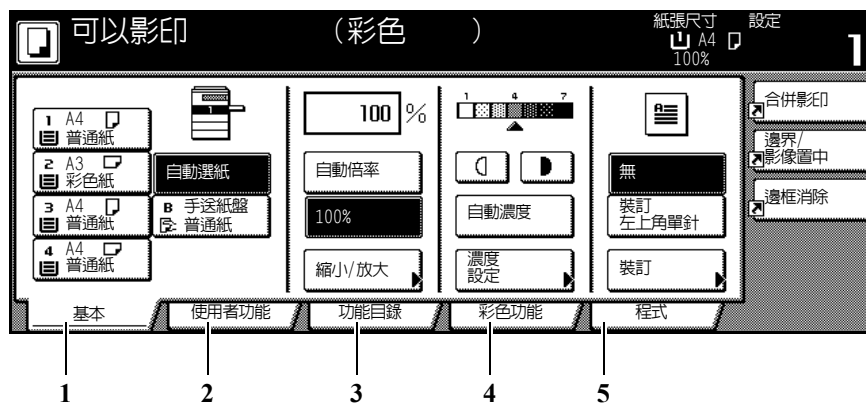 可以影印 (彩色 )
紙張尺寸 設定
A4
100%
1
1 A4
普通紙
2 A3
彩色紙
3 A4
普通紙
4 A4
普通紙
1
自動選紙
B 手送紙盤
普通紙
100 %
自動倍率
100%
縮小/放大
1 4 7
自動濃度
濃度
設定
無
裝訂
左上角單針
裝訂
合併影印
邊界/
影像置中
邊框消除
基本
使用者功能
功能目錄
彩色功能
程式
1 2 3 4 5